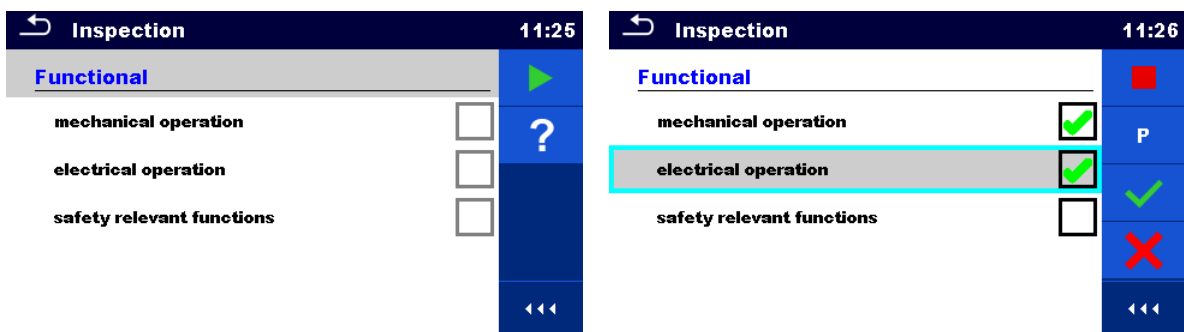 Inspection 11:25
Functional
mechanical operation
?
electrical operation
safety relevant functions
Inspection 11:26
Functional
mechanical operation
P
electrical operation
safety relevant functions